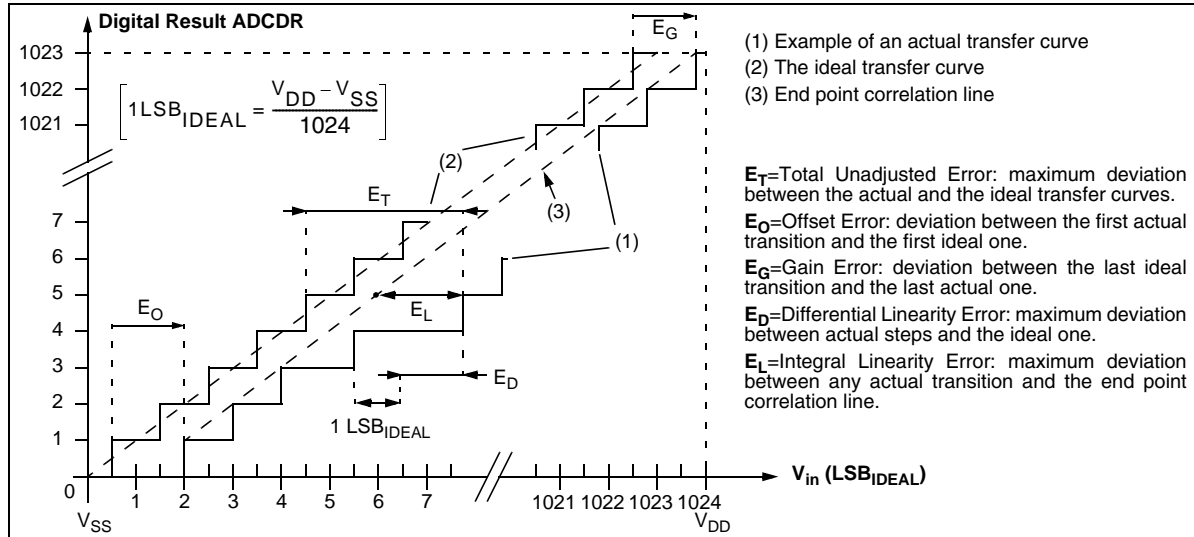 Digital Result ADCDR
1023
1022
1021
7
6
5
4
3
2
1
0
1LSB_IDEAL = (V_DD – V_SS) / 1024
E_G
(2)
E_T
(3)
(1)
(1)
E_O
E_L
E_D
1 LSB_IDEAL
1 2 3 4 5 6 7 1021 1022 1023 1024
V_in (LSB_IDEAL)
V_SS
V_DD
(1) Example of an actual transfer curve
(2) The ideal transfer curve
(3) End point correlation line
E_T=Total Unadjusted Error: maximum deviation
between the actual and the ideal transfer curves.
E_O=Offset Error: deviation between the first actual
transition and the first ideal one.
E_G=Gain Error: deviation between the last ideal
transition and the last actual one.
E_D=Differential Linearity Error: maximum deviation
between actual steps and the ideal one.
E_L=Integral Linearity Error: maximum deviation
between any actual transition and the end point
correlation line.